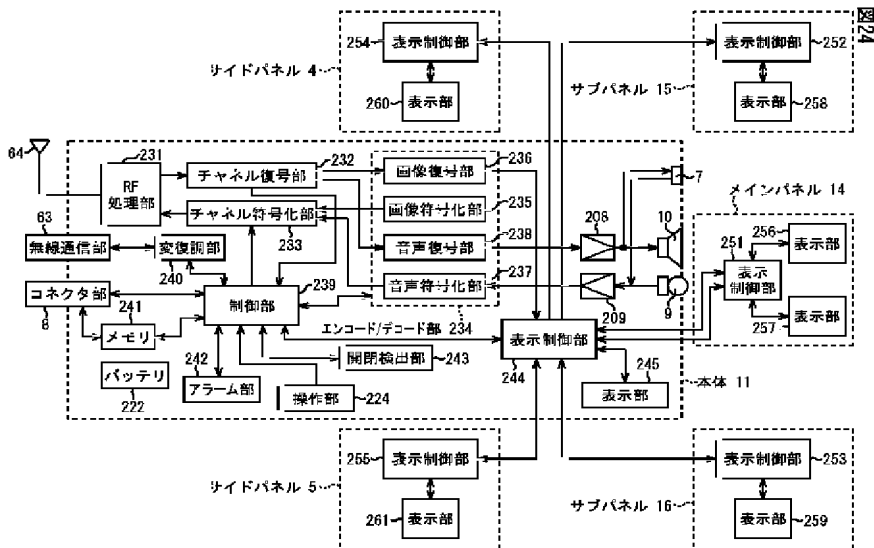 図24
254
表示制御部
サイドパネル 4
260
表示部
表示制御部
252
サブパネル 15
表示部
258
64
231
RF
処理部
チャネル復号部
232
チャネル符号化部
233
画像復号部
236
画像符号化部
235
音声復号部
238
音声符号化部
237
234
エンコード/デコード部
208
209
7
10
9
メインパネル 14
251
表示
制御部
256
表示部
257
表示部
63
無線通信部
変復調部
240
コネクタ部
8
241
メモリ
制御部
239
バッテリ
222
242
アラーム部
開閉検出部
243
操作部
224
表示制御部
244
245
表示部
本体 11
255
表示制御部
サイドパネル 5
261
表示部
表示制御部
253
サブパネル 16
表示部
259